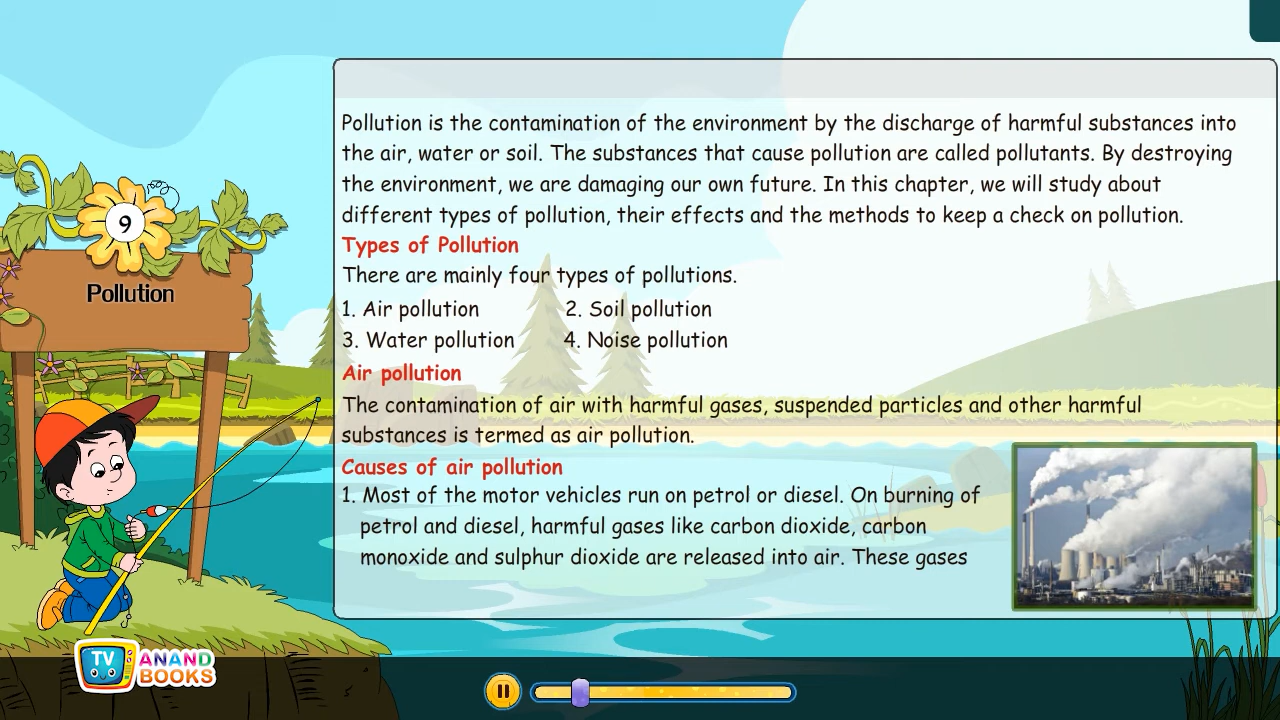 9
Pollution
Pollution is the contamination of the environment by the discharge of harmful substances into
the air, water or soil. The substances that cause pollution are called pollutants. By destroying
the environment, we are damaging our own future. In this chapter, we will study about
different types of pollution, their effects and the methods to keep a check on pollution.
Types of Pollution
There are mainly four types of pollutions.
1. Air pollution 2. Soil pollution
3. Water pollution 4. Noise pollution
Air pollution
The contamination of air with harmful gases, suspended particles and other harmful
substances is termed as air pollution.
Causes of air pollution
1. Most of the motor vehicles run on petrol or diesel. On burning of
petrol and diesel, harmful gases like carbon dioxide, carbon
monoxide and sulphur dioxide are released into air. These gases
TV ANAND
BOOKS